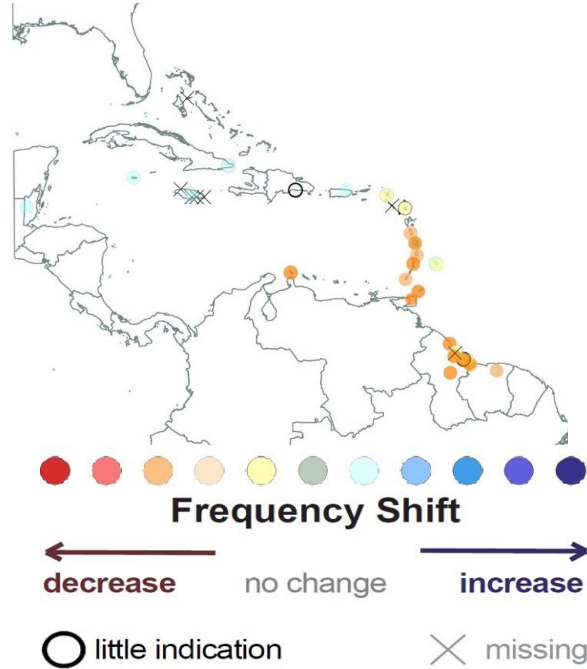 Frequency Shift
decrease no change increase
little indication missing